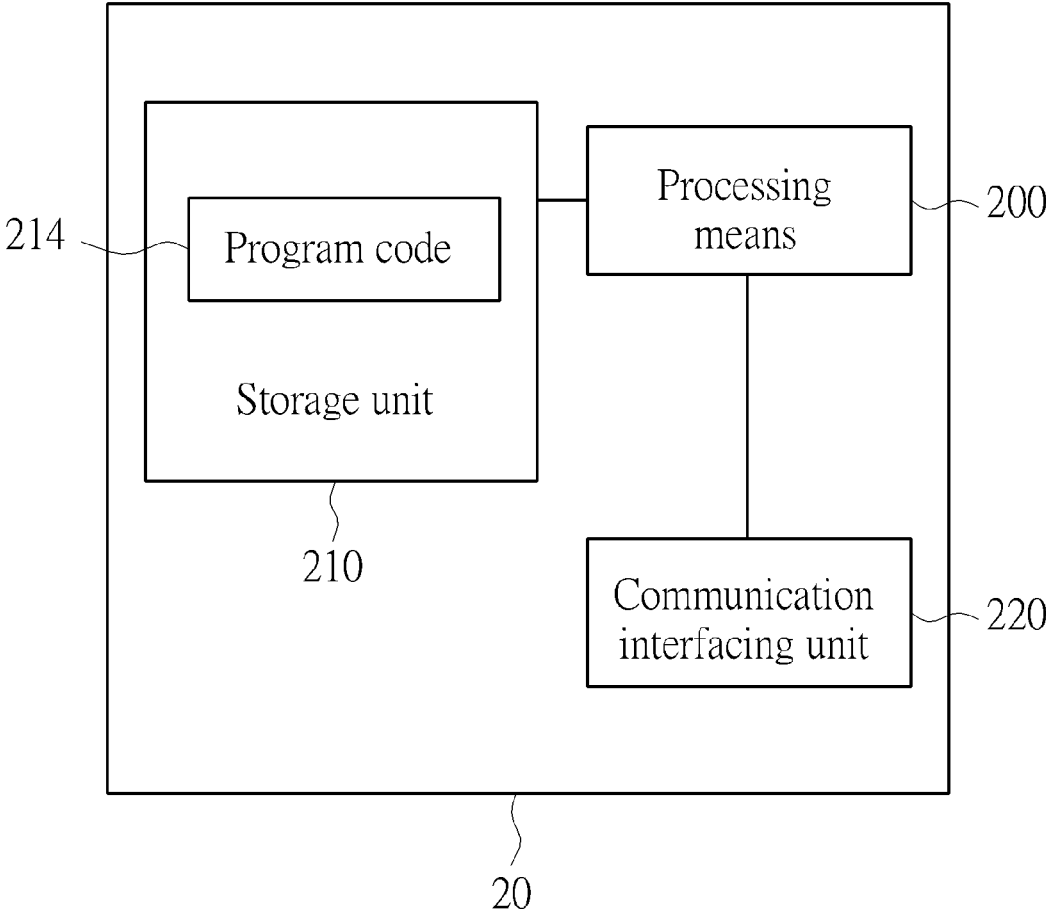 Processing
means
200
214
Program code
Storage unit
210
Communication
interfacing unit
220
20